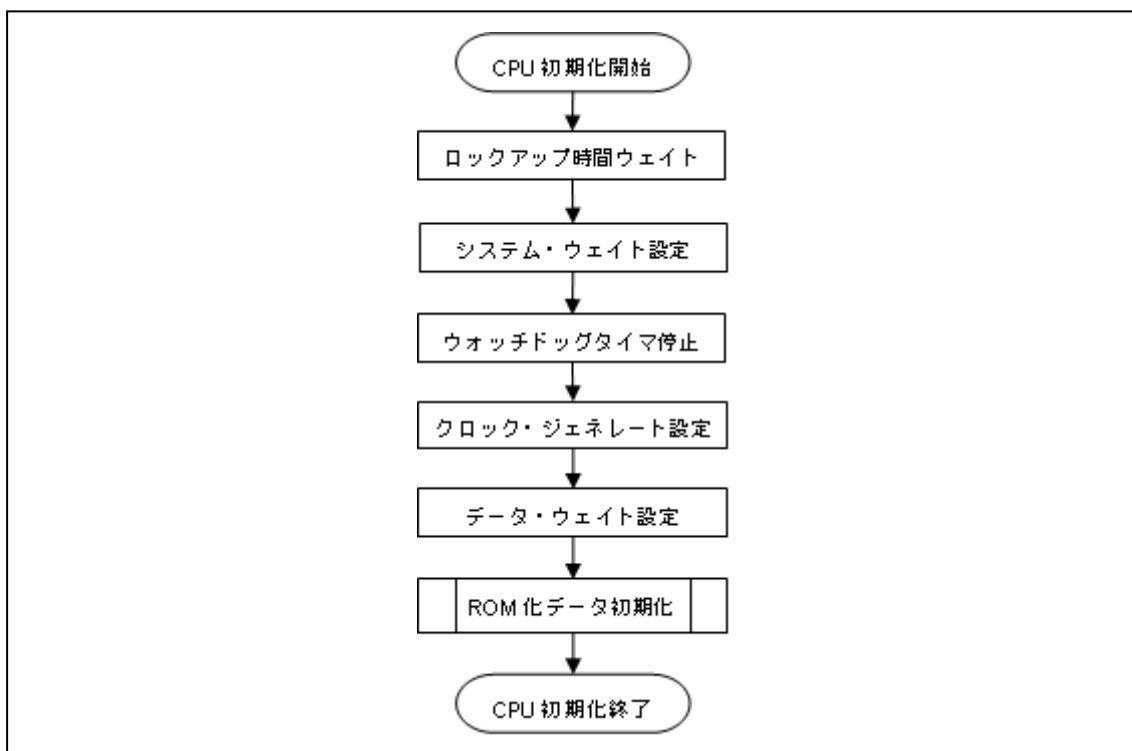 CPU 初期化開始
ロックアップ時間ウェイト
システム・ウェイト設定
ウォッチドッグタイマ停止
クロック・ジェネレート設定
データ・ウェイト設定
ROM 化データ初期化
CPU 初期化終了